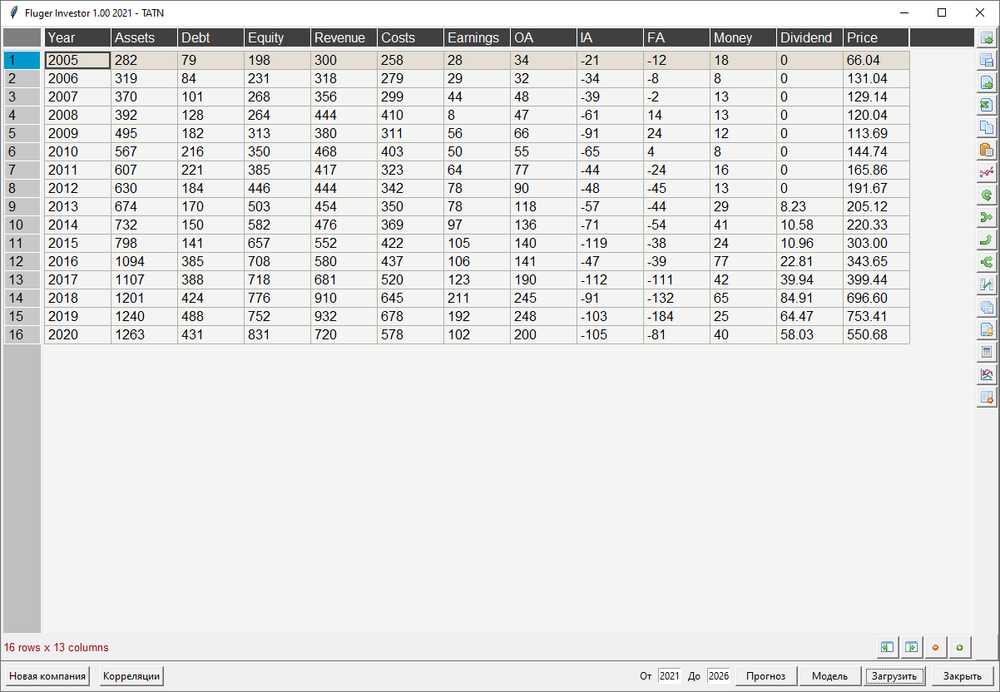 Fluger Investor 1.00 2021 - TATN
Year Assets Debt Equity Revenue Costs Earnings OA IA FA Money Dividend Price
1 2005 282 79 198 300 258 28 34 -21 -12 18 0 66.04
2 2006 319 84 231 318 279 29 32 -34 -8 8 0 131.04
3 2007 370 101 268 356 299 44 48 -39 -2 13 0 129.14
4 2008 392 128 264 444 410 8 47 -61 14 13 0 120.04
5 2009 495 182 313 380 311 56 66 -91 24 12 0 113.69
6 2010 567 216 350 468 403 50 55 -65 4 8 0 144.74
7 2011 607 221 385 417 323 64 77 -44 -24 16 0 165.86
8 2012 630 184 446 444 342 78 90 -48 -45 13 0 191.67
9 2013 674 170 503 454 350 78 118 -57 -44 29 8.23 205.12
10 2014 732 150 582 476 369 97 136 -71 -54 41 10.58 220.33
11 2015 798 141 657 552 422 105 140 -119 -38 24 10.96 303.00
12 2016 1094 385 708 580 437 106 141 -47 -39 77 22.81 343.65
13 2017 1107 388 718 681 520 123 190 -112 -111 42 39.94 399.44
14 2018 1201 424 776 910 645 211 245 -91 -132 65 84.91 696.60
15 2019 1240 488 752 932 678 192 248 -103 -184 25 64.47 753.41
16 2020 1263 431 831 720 578 102 200 -105 -81 40 58.03 550.68
16 rows x 13 columns
Новая компания Корреляции От 2021 До 2026 Прогноз Модель Загрузить Закрыть